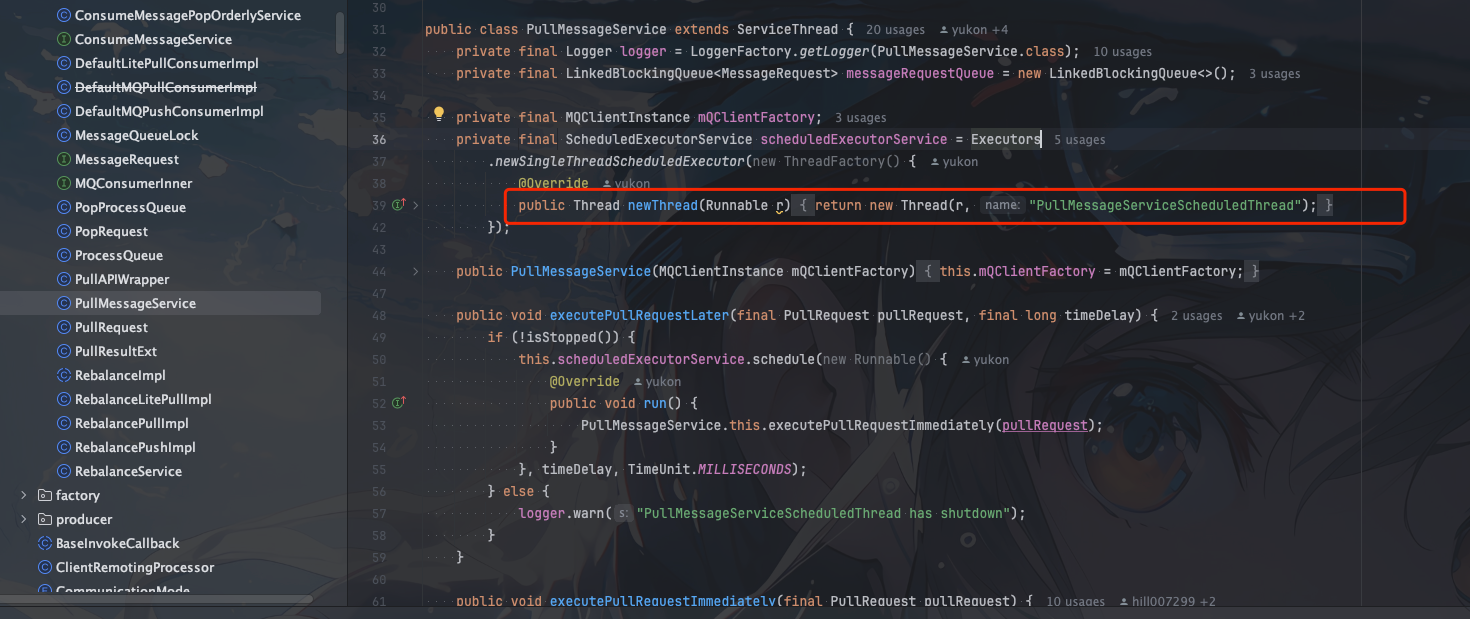 ConsumeMessagePopOrderlyService
ConsumeMessageService
DefaultLitePullConsumerImpl
DefaultMQPullConsumerImpl
DefaultMQPushConsumerImpl
MessageQueueLock
MessageRequest
MQConsumerInner
PopProcessQueue
PopRequest
ProcessQueue
PullAPIWrapper
PullMessageService
PullRequest
PullResultExt
RebalanceImpl
RebalanceLitePullImpl
RebalancePullImpl
RebalancePushImpl
RebalanceService
factory
producer
BaseInvokeCallback
ClientRemotingProcessor
CommunicationMode
30
31 public class PullMessageService extends ServiceThread { 20 usages yukon +4
32 private final Logger logger = LoggerFactory.getLogger(PullMessageService.class); 10 usages
33 private final LinkedBlockingQueue<MessageRequest> messageRequestQueue = new LinkedBlockingQueue<>(); 3 usages
34
35 private final MQClientInstance mQClientFactory; 3 usages
36 private final ScheduledExecutorService scheduledExecutorService = Executors 5 usages
37 .newSingleThreadScheduledExecutor(new ThreadFactory() { yukon
38 @Override yukon
39 public Thread newThread(Runnable r) { return new Thread(r, name: "PullMessageServiceScheduledThread"); }
42 });
43
44 public PullMessageService(MQClientInstance mQClientFactory) { this.mQClientFactory = mQClientFactory; }
47
48 public void executePullRequestLater(final PullRequest pullRequest, final long timeDelay) { 2 usages yukon +2
49 if (!isStopped()) {
50 this.scheduledExecutorService.schedule(new Runnable() { yukon
51 @Override yukon
52 public void run() {
53 PullMessageService.this.executePullRequestImmediately(pullRequest);
54 }
55 }, timeDelay, TimeUnit.MILLISECONDS);
56 } else {
57 logger.warn( s: "PullMessageServiceScheduledThread has shutdown");
58 }
59 }
60
61 public void executePullRequestImmediately(final PullRequest pullRequest) { 10 usages hill007299 +2